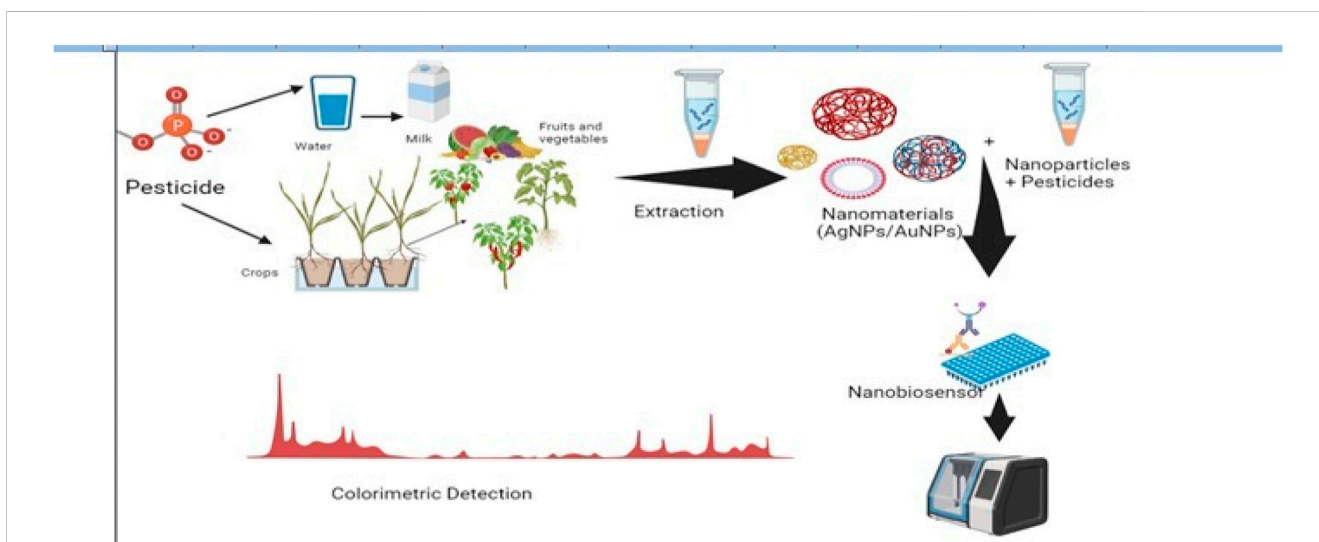 O
O
P
O
-
O
-
Pesticide
Water
Milk
Fruits and
vegetables
Crops
Extraction
Nanomaterials
(AgNPs/AuNPs)
+
Nanoparticles
+ Pesticides
Nanobiosensor
Colorimetric Detection